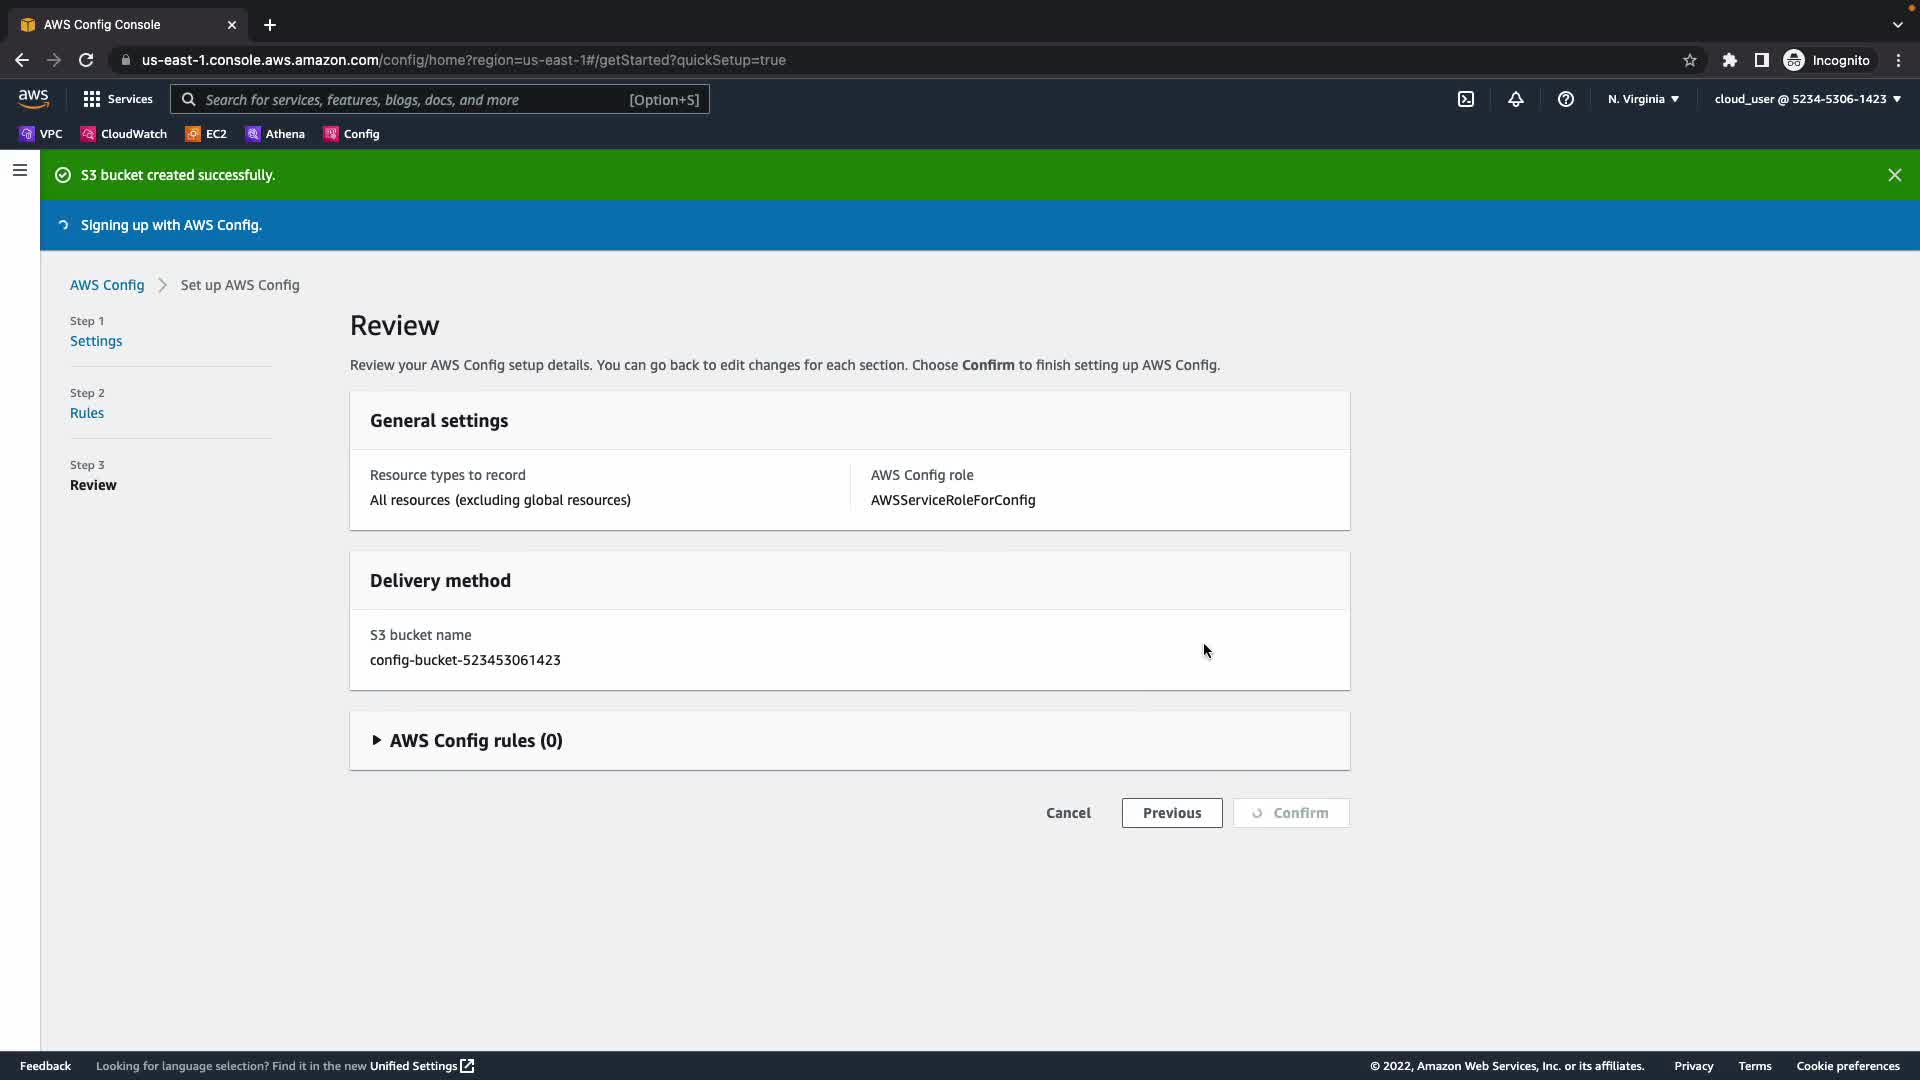 AWS Config Console
us-east-1.console.aws.amazon.com/config/home?region=us-east-1#/getStarted?quickSetup=true
Incognito
aws
Services
Search for services, features, blogs, docs, and more
[Option+S]
N. Virginia
cloud_user @ 5234-5306-1423
VPC
CloudWatch
EC2
Athena
Config
S3 bucket created successfully.
Signing up with AWS Config.
AWS Config
Set up AWS Config
Step 1
Settings
Step 2
Rules
Step 3
Review
Review
Review your AWS Config setup details. You can go back to edit changes for each section. Choose Confirm to finish setting up AWS Config.
General settings
Resource types to record
All resources (excluding global resources)
AWS Config role
AWSServiceRoleForConfig
Delivery method
S3 bucket name
config-bucket-523453061423
AWS Config rules (0)
Cancel
Previous
Confirm
Feedback
Looking for language selection? Find it in the new Unified Settings
© 2022, Amazon Web Services, Inc. or its affiliates.
Privacy
Terms
Cookie preferences